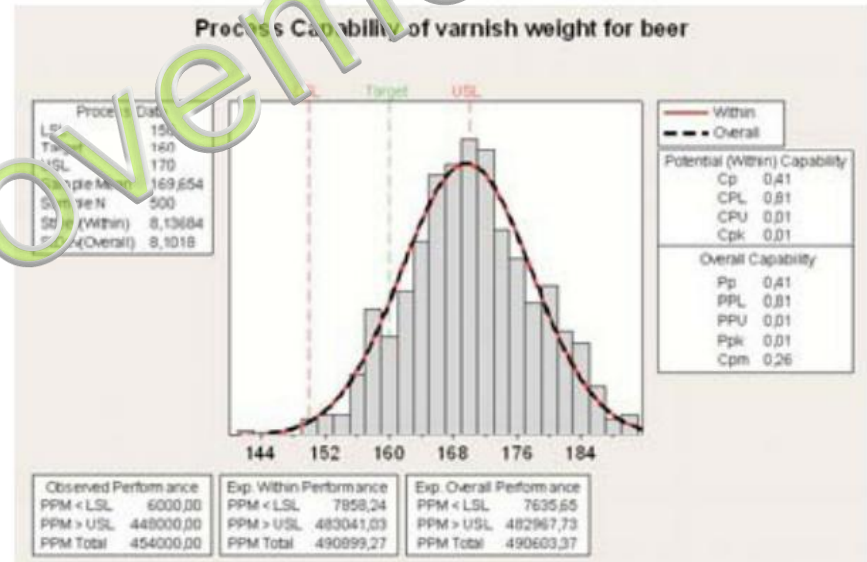 Process Capability of varnish weight for beer
Target USL
Process Data
150
Target 160
USL 170
Sample Mean 169,654
Sample N 500
StDev(Within) 8,13684
StDev(Overall) 8,1018
Within
Overall
Potential (Within) Capability
Cp 0,41
CPL 0,81
CPU 0,01
Cpk 0,01
Overall Capability
Pp 0,41
PPL 0,81
PPU 0,01
Ppk 0,01
Cpm 0,26
144 152 160 168 176 184
Observed Performance
PPM < LSL 6000,00
PPM > USL 448000,00
PPM Total 454000,00
Exp. Within Performance
PPM < LSL 7858,24
PPM > USL 483041,03
PPM Total 490899,27
Exp. Overall Performance
PPM < LSL 7635,65
PPM > USL 482967,73
PPM Total 490603,37